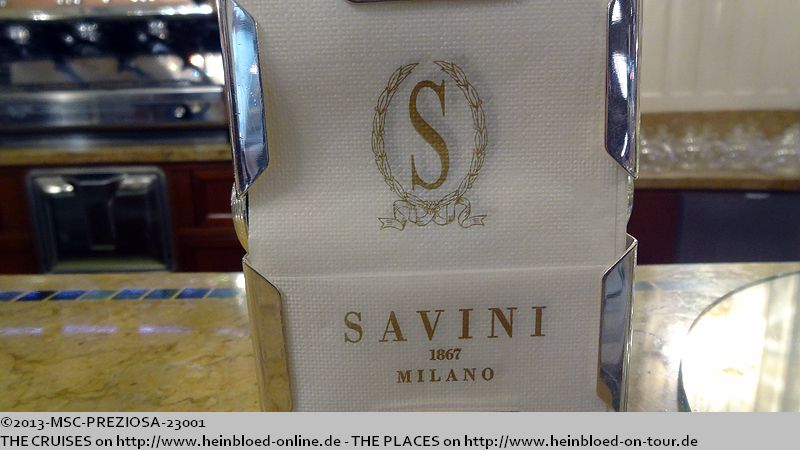 S
SAVINI
1867
MILANO
©2013-MSC-PREZIOSA-23001
THE CRUISES on http://www.heinbloed-online.de - THE PLACES on http://www.heinbloed-on-tour.de